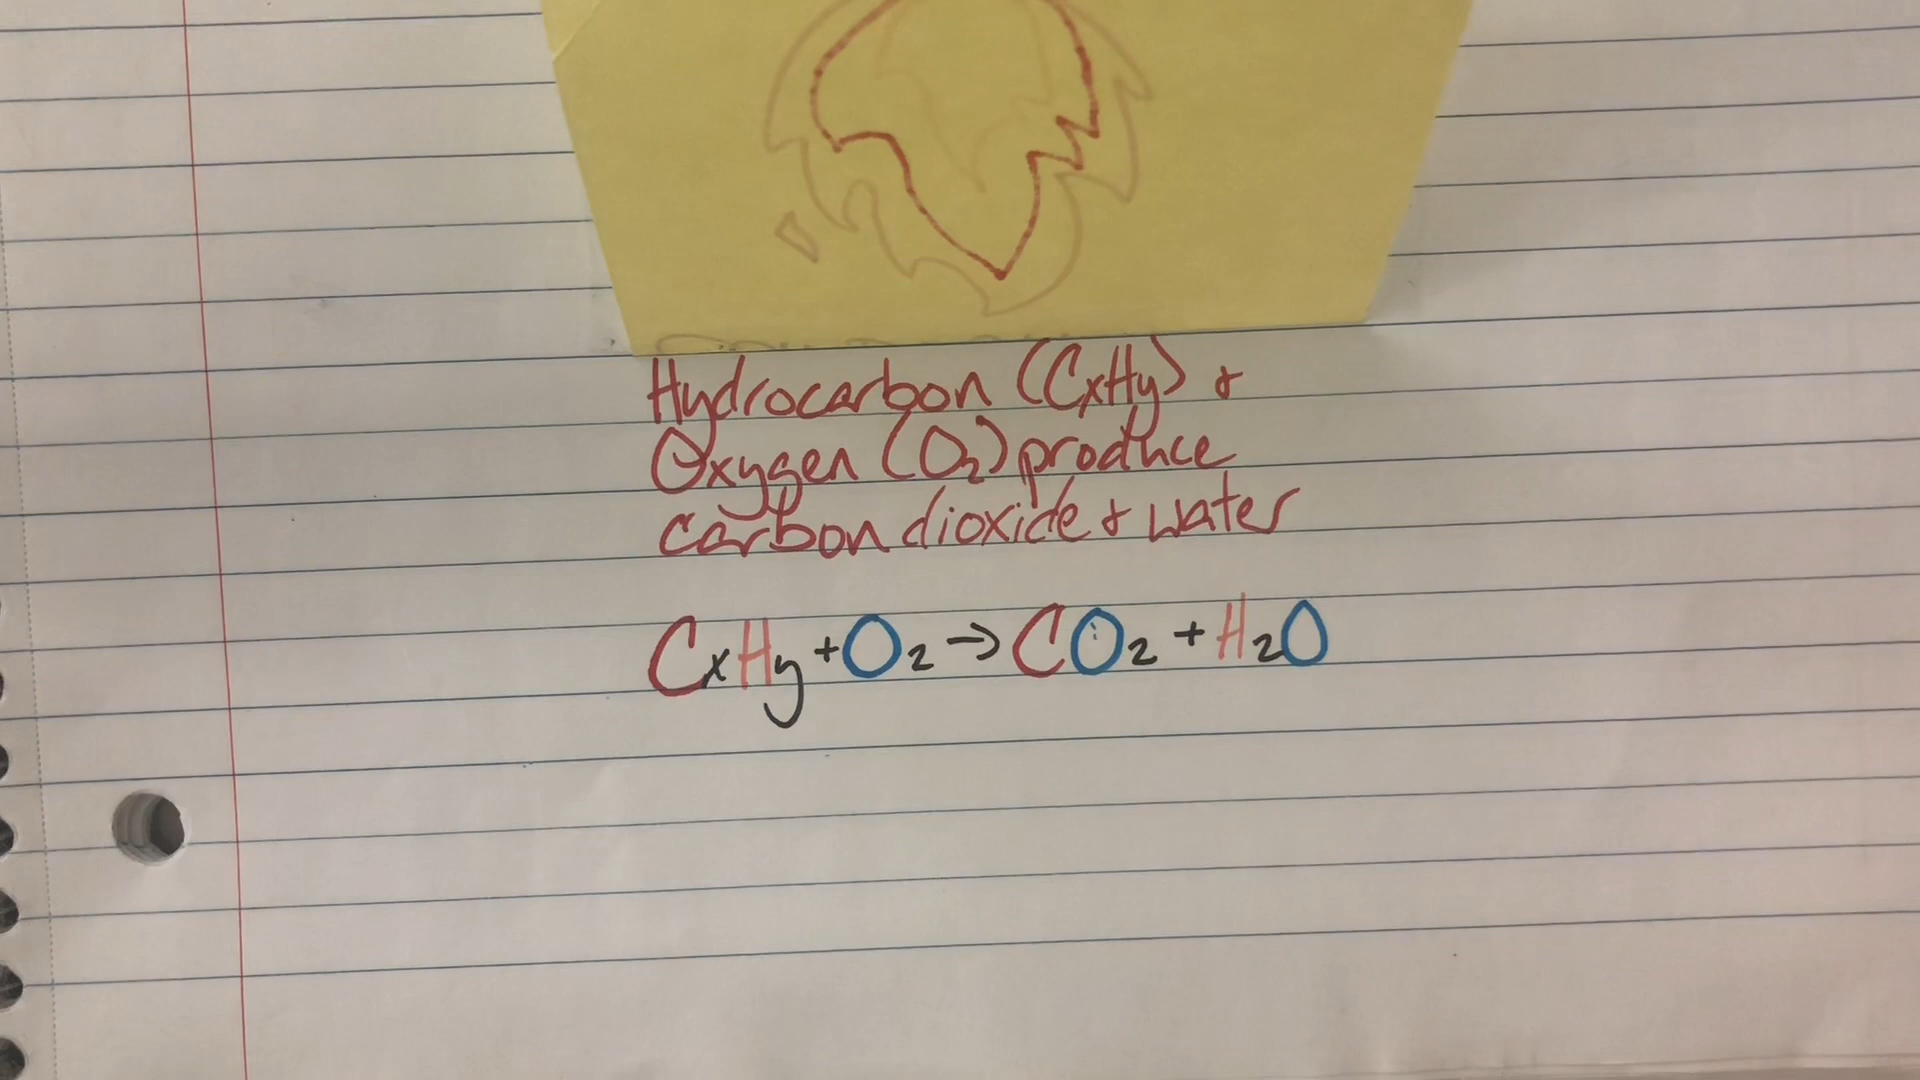 Hydrocarbon (CxHy) &
Oxygen (O₂) produce
carbon dioxide & water
CxHy + O₂ → CO₂ + H₂O